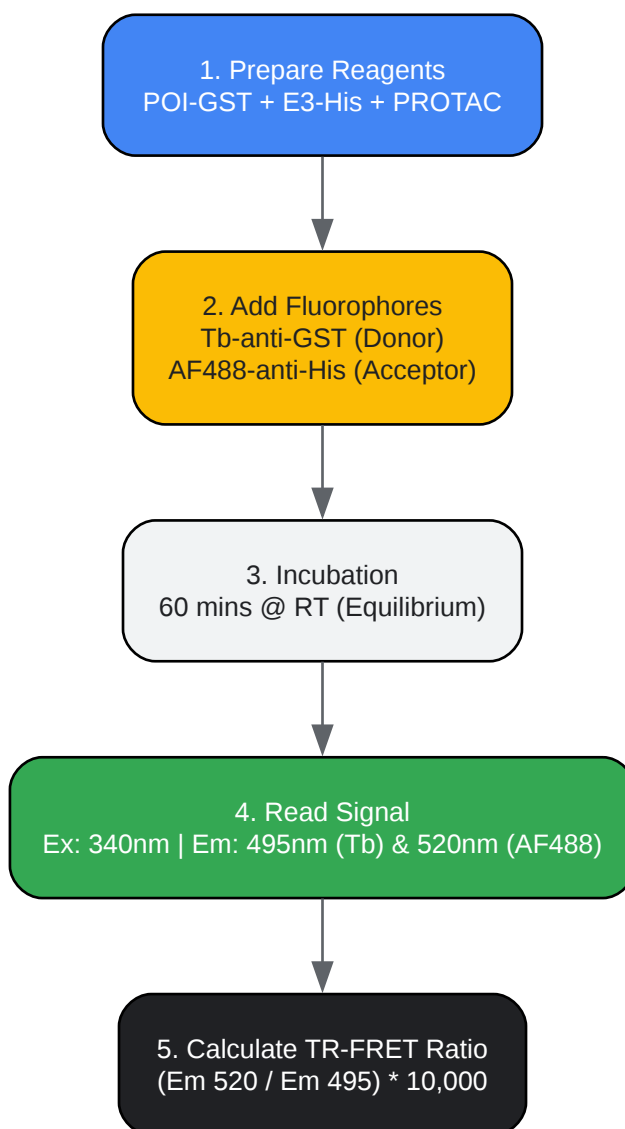 1. Prepare Reagents
POI-GST + E3-His + PROTAC
2. Add Fluorophores
Tb-anti-GST (Donor)
AF488-anti-His (Acceptor)
3. Incubation
60 mins @ RT (Equilibrium)
4. Read Signal
Ex: 340nm | Em: 495nm (Tb) & 520nm (AF488)
5. Calculate TR-FRET Ratio
(Em 520 / Em 495) * 10,000